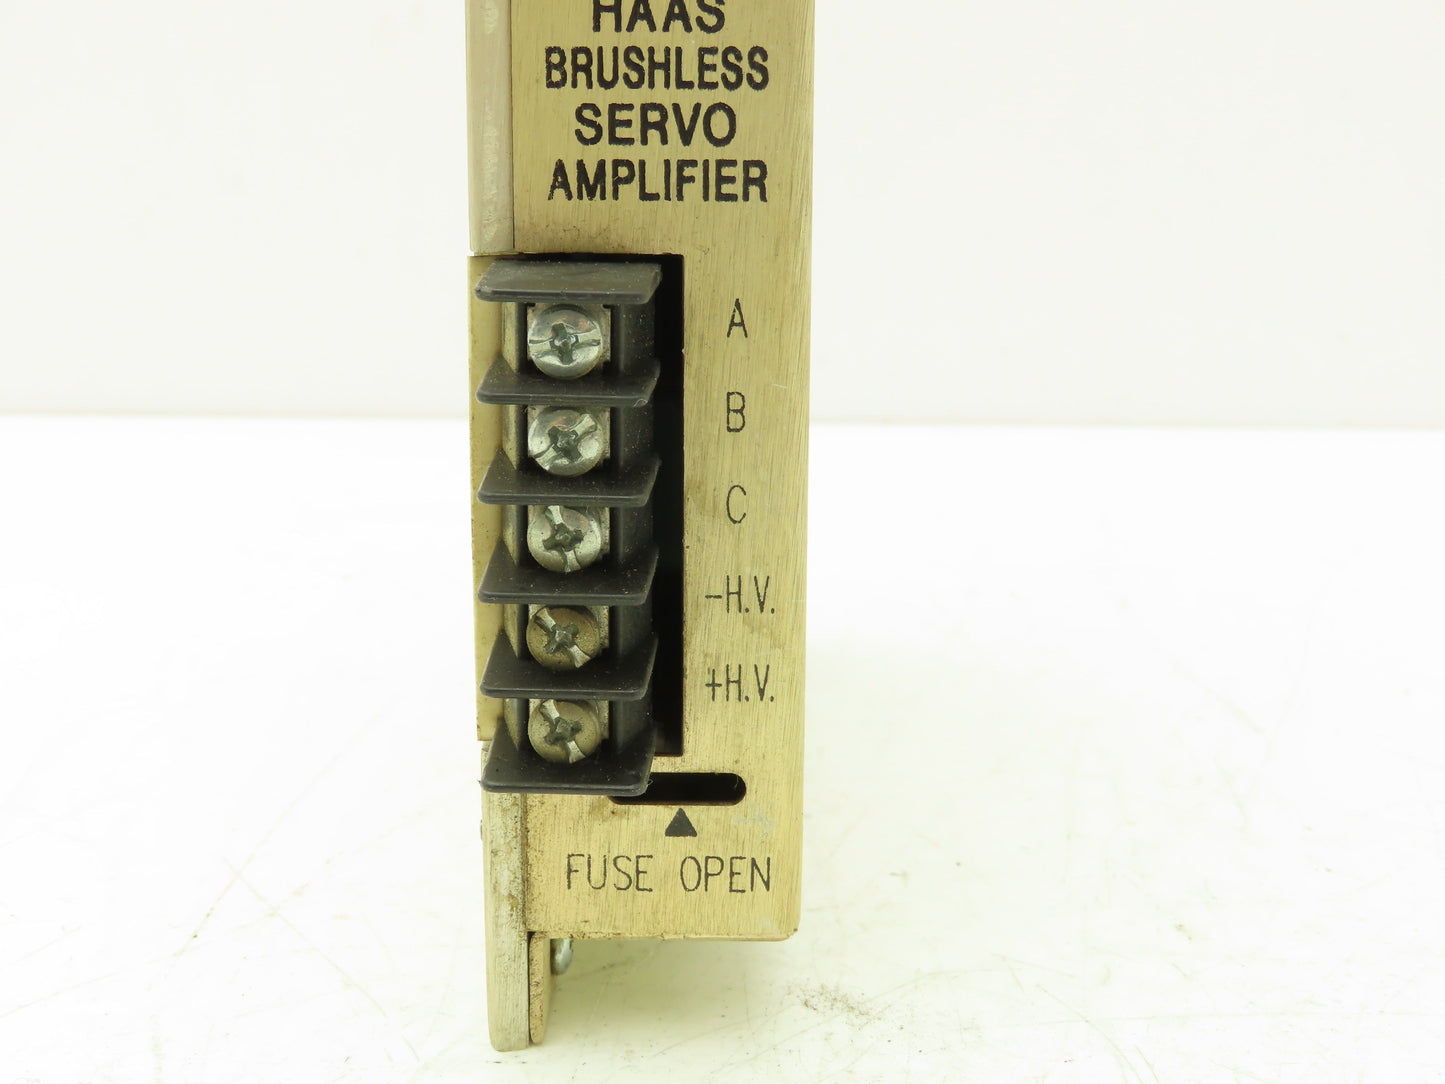 HAAS
BRUSHLESS
SERVO
AMPLIFIER
A
B
C
-H.V.
+H.V.
FUSE OPEN